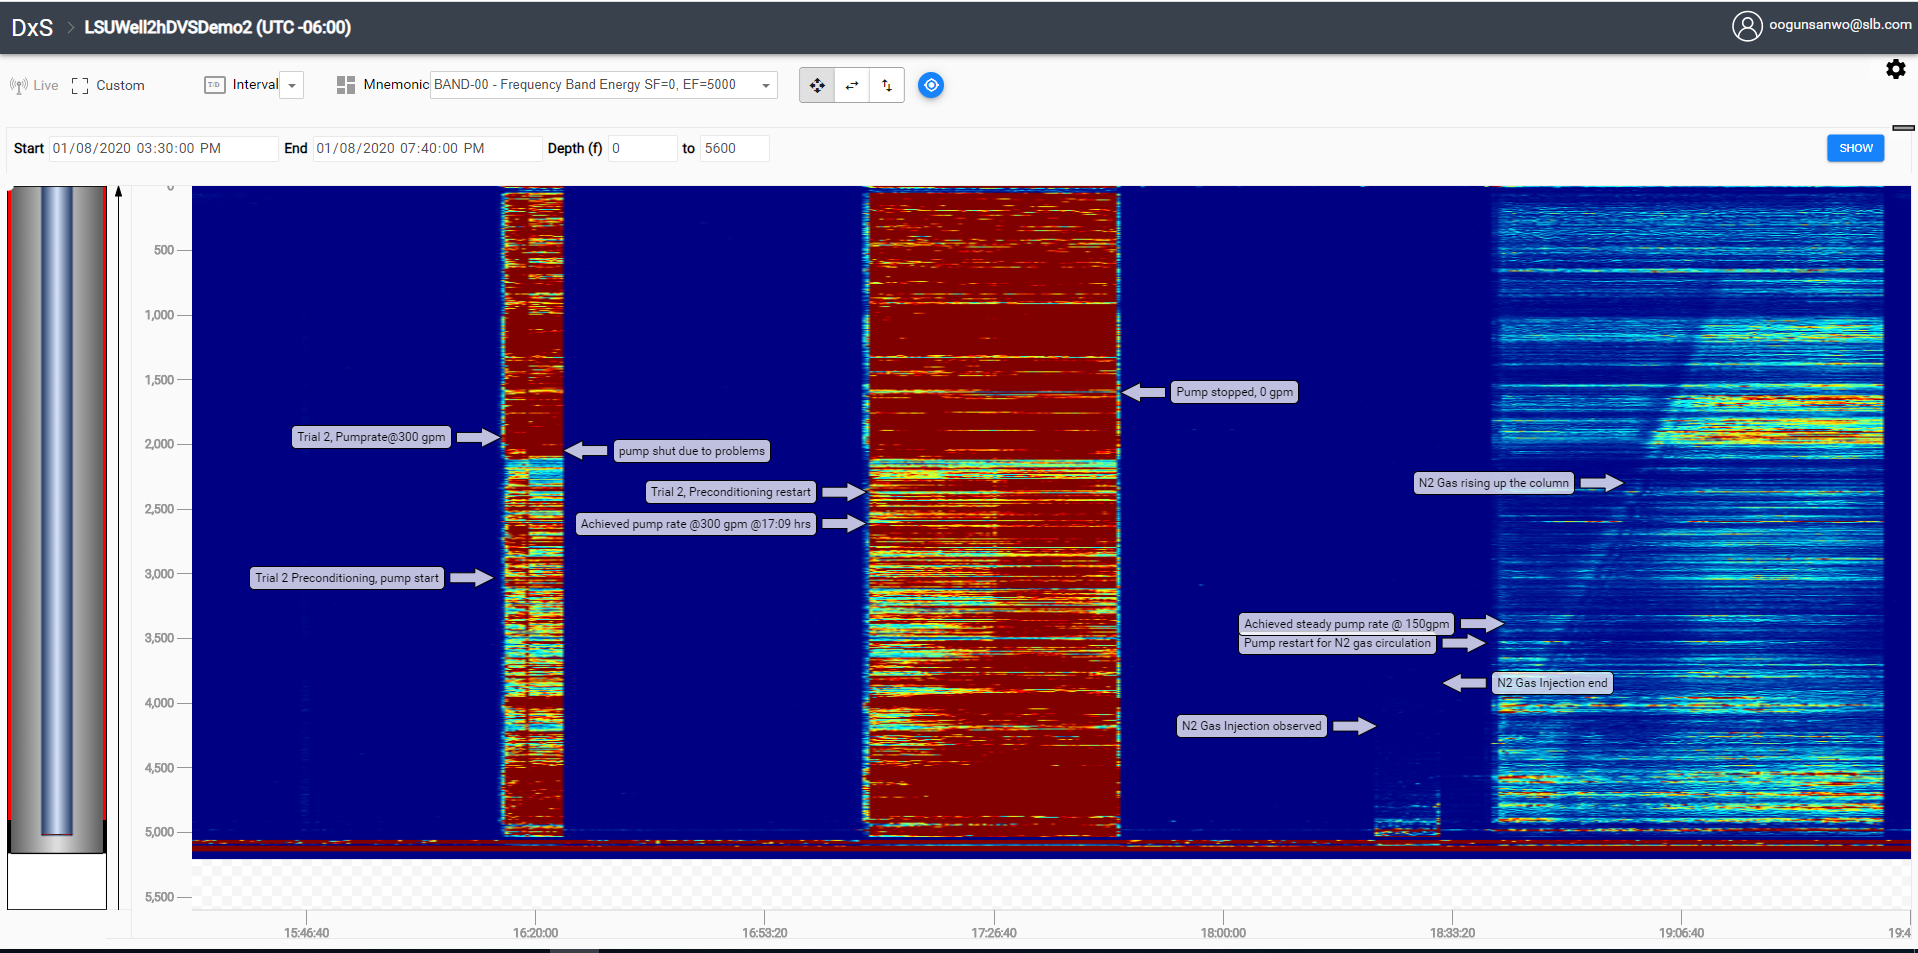 DxS > LSUWell2hDVSDemo2 (UTC -06:00) oogunsanwo@slb.com
Live Custom T/D Interval Mnemonic BAND-00 - Frequency Band Energy SF=0, EF=5000
Start 01/08/2020 03:30:00 PM End 01/08/2020 07:40:00 PM Depth (f) 0 to 5600 SHOW
0
500
1,000
1,500
Pump stopped, 0 gpm
Trial 2, Pumprate@300 gpm
2,000
pump shut due to problems
N2 Gas rising up the column
Trial 2, Preconditioning restart
2,500
Achieved pump rate @300 gpm @17:09 hrs
3,000
Trial 2 Preconditioning, pump start
Achieved steady pump rate @ 150gpm
3,500
Pump restart for N2 gas circulation
N2 Gas Injection end
4,000
N2 Gas Injection observed
4,500
5,000
5,500
15:46:40 16:20:00 16:53:20 17:26:40 18:00:00 18:33:20 19:06:40 19:4